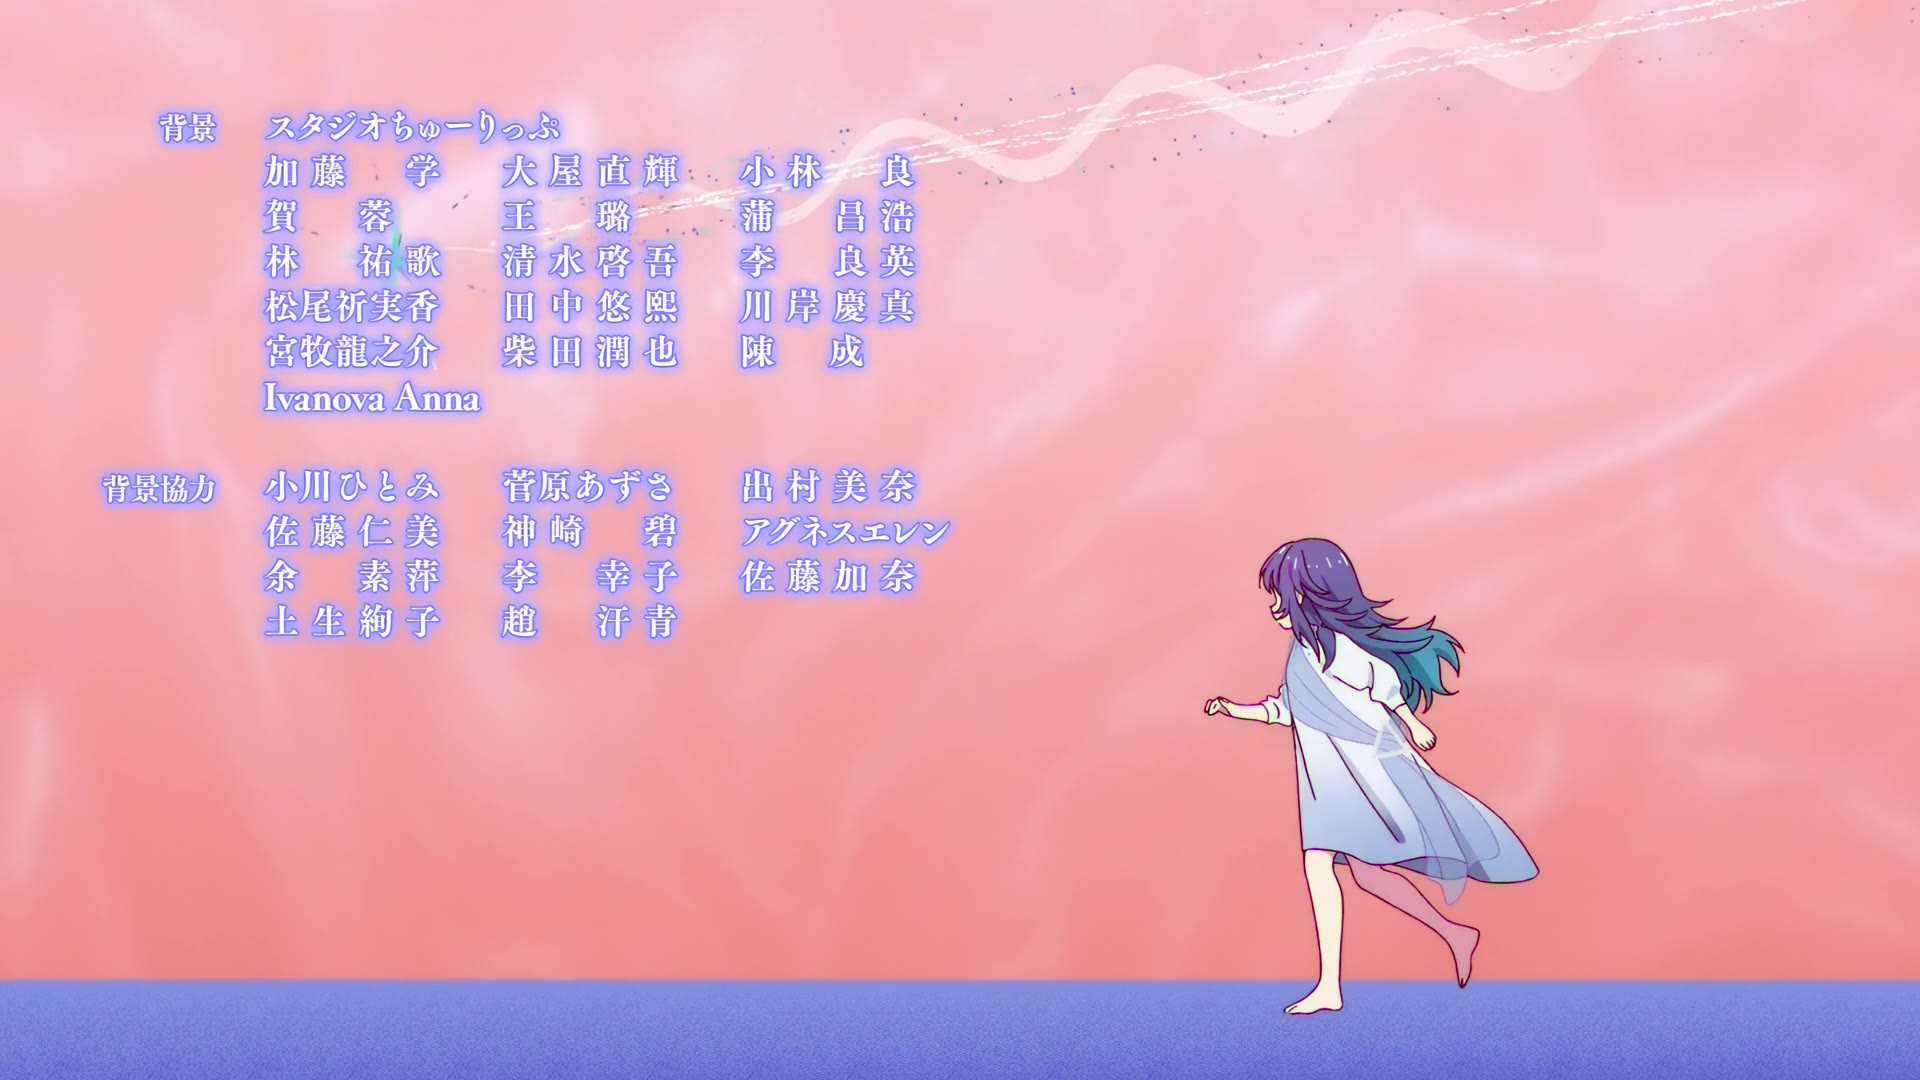 背景 スタジオちゅーりっぷ
加藤 学 大屋直輝 小林 良
賀 蓉 王 璐 蒲 昌浩
林 祐歌 清水啓吾 李 良英
松尾祈実香 田中悠熙 川岸慶真
宮牧龍之介 柴田潤也 陳 成
Ivanova Anna
背景協力 小川ひとみ 菅原あずさ 出村美奈
佐藤仁美 神崎 碧 アグネスエレン
余 素萍 李 幸子 佐藤加奈
土生絢子 趙 汗青